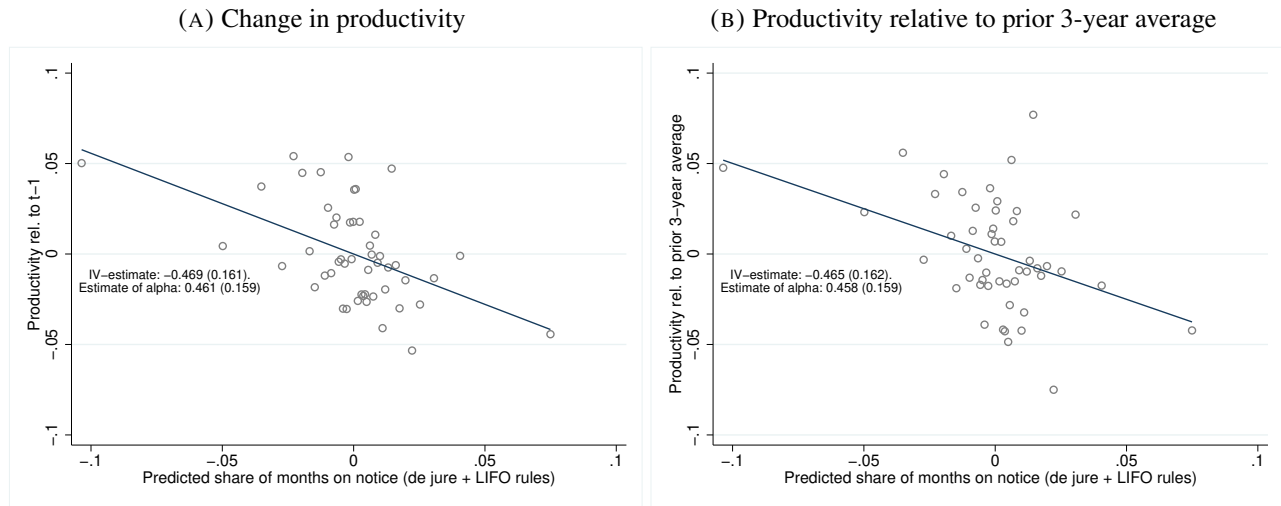 (A) Change in productivity
Productivity rel. to t−1
.1
.05
0
−.05
−.1
IV−estimate: −0.469 (0.161).
Estimate of alpha: 0.461 (0.159)
−.1 −.05 0 .05 .1
Predicted share of months on notice (de jure + LIFO rules)
(B) Productivity relative to prior 3-year average
Productivity rel. to prior 3−year average
.1
.05
0
−.05
−.1
IV−estimate: −0.465 (0.162).
Estimate of alpha: 0.458 (0.159)
−.1 −.05 0 .05 .1
Predicted share of months on notice (de jure + LIFO rules)